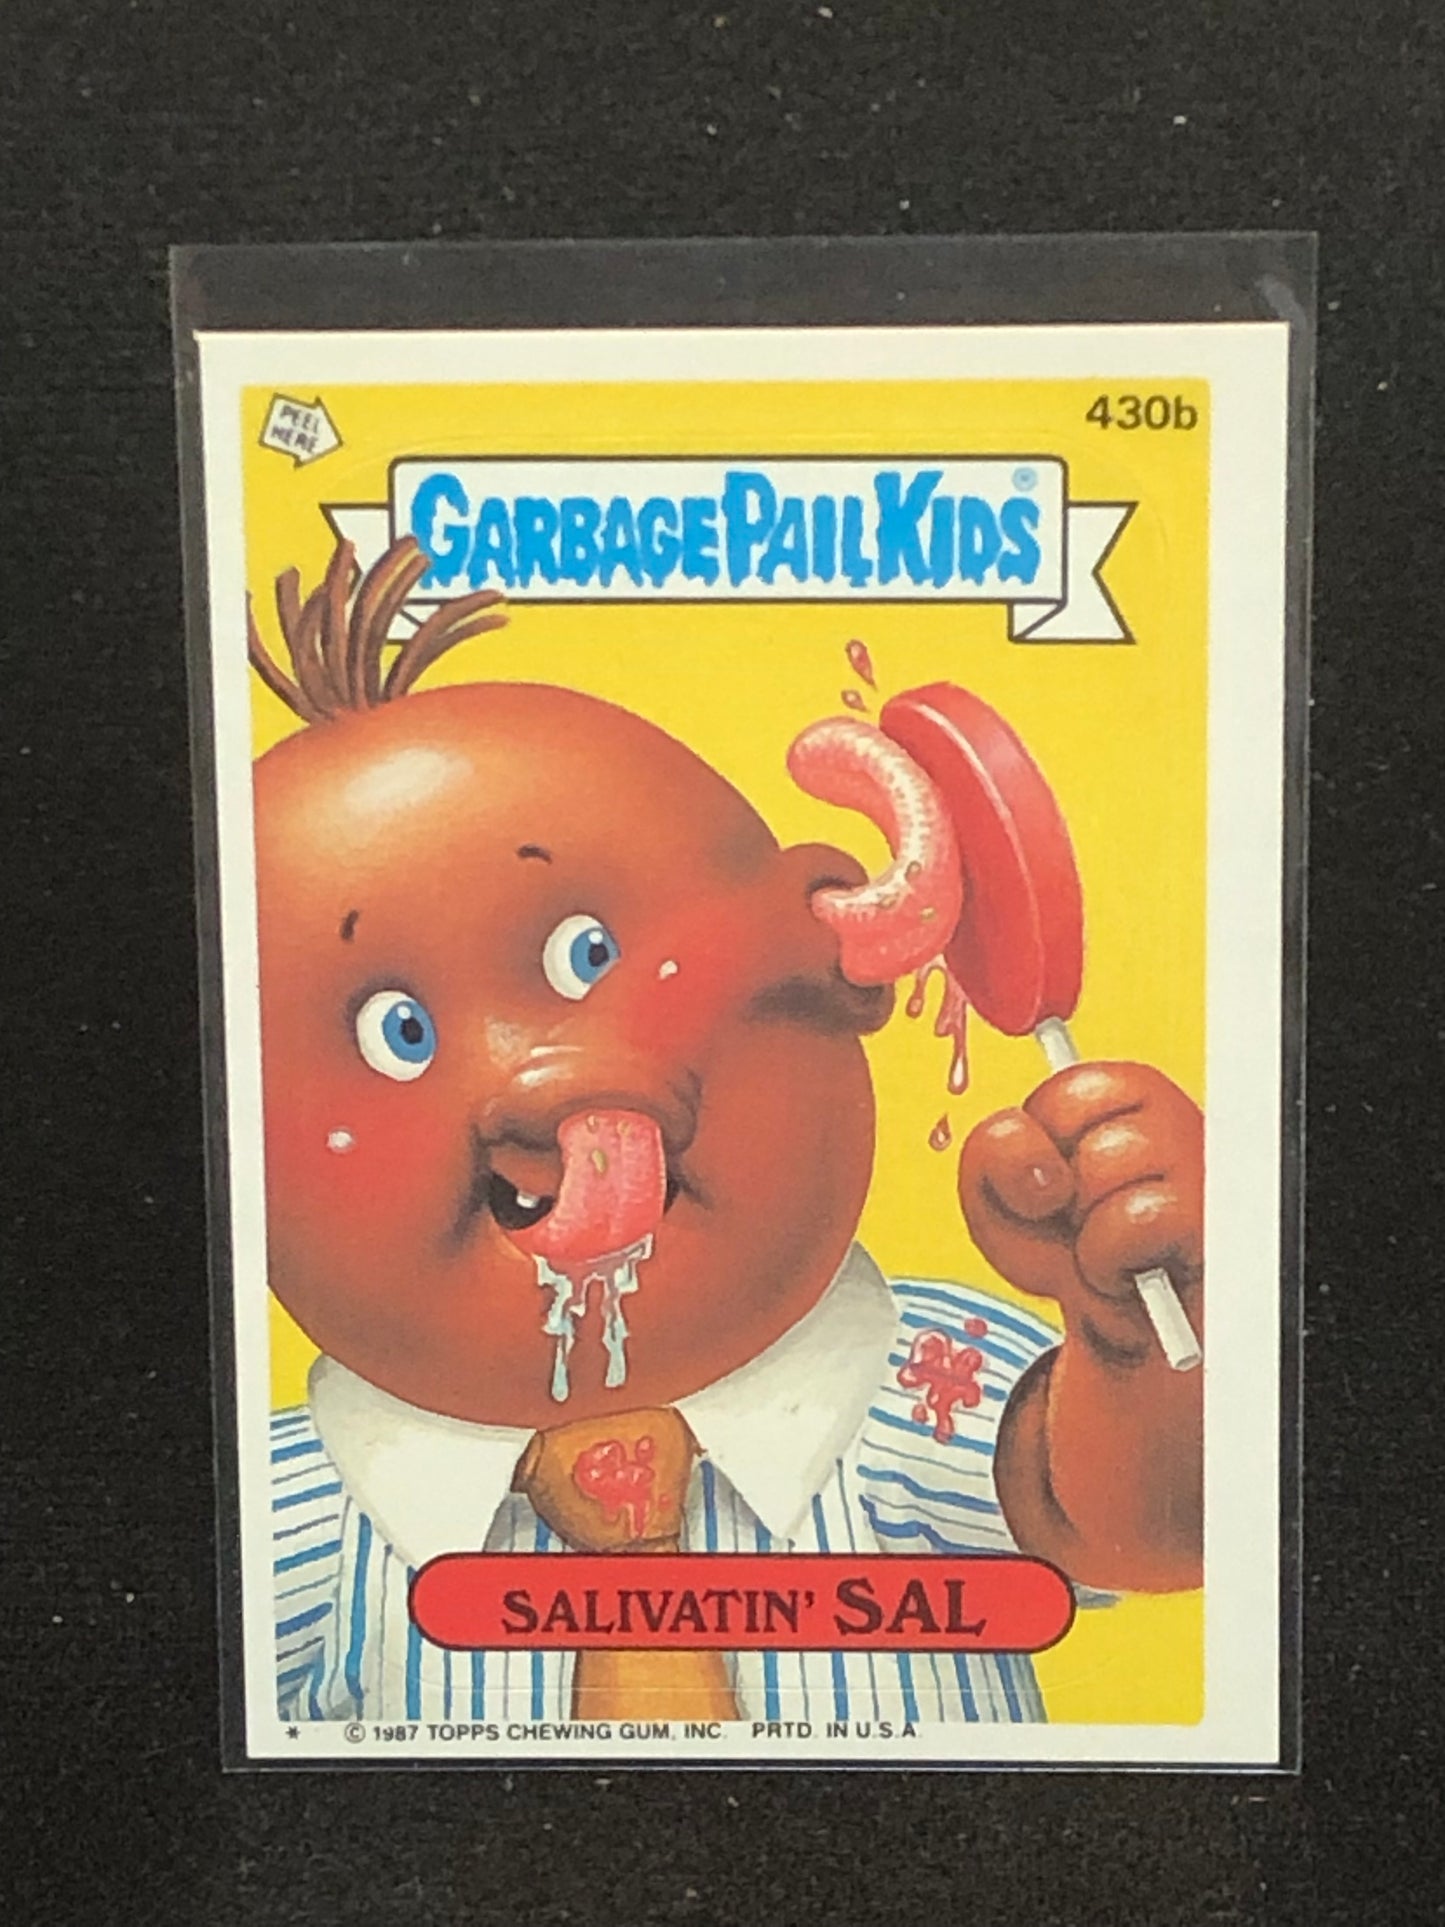 PEEL
HERE
430b
GARBAGE PAIL KIDS®
SALIVATIN' SAL
* © 1987 TOPPS CHEWING GUM, INC. PRTD. IN U.S.A.